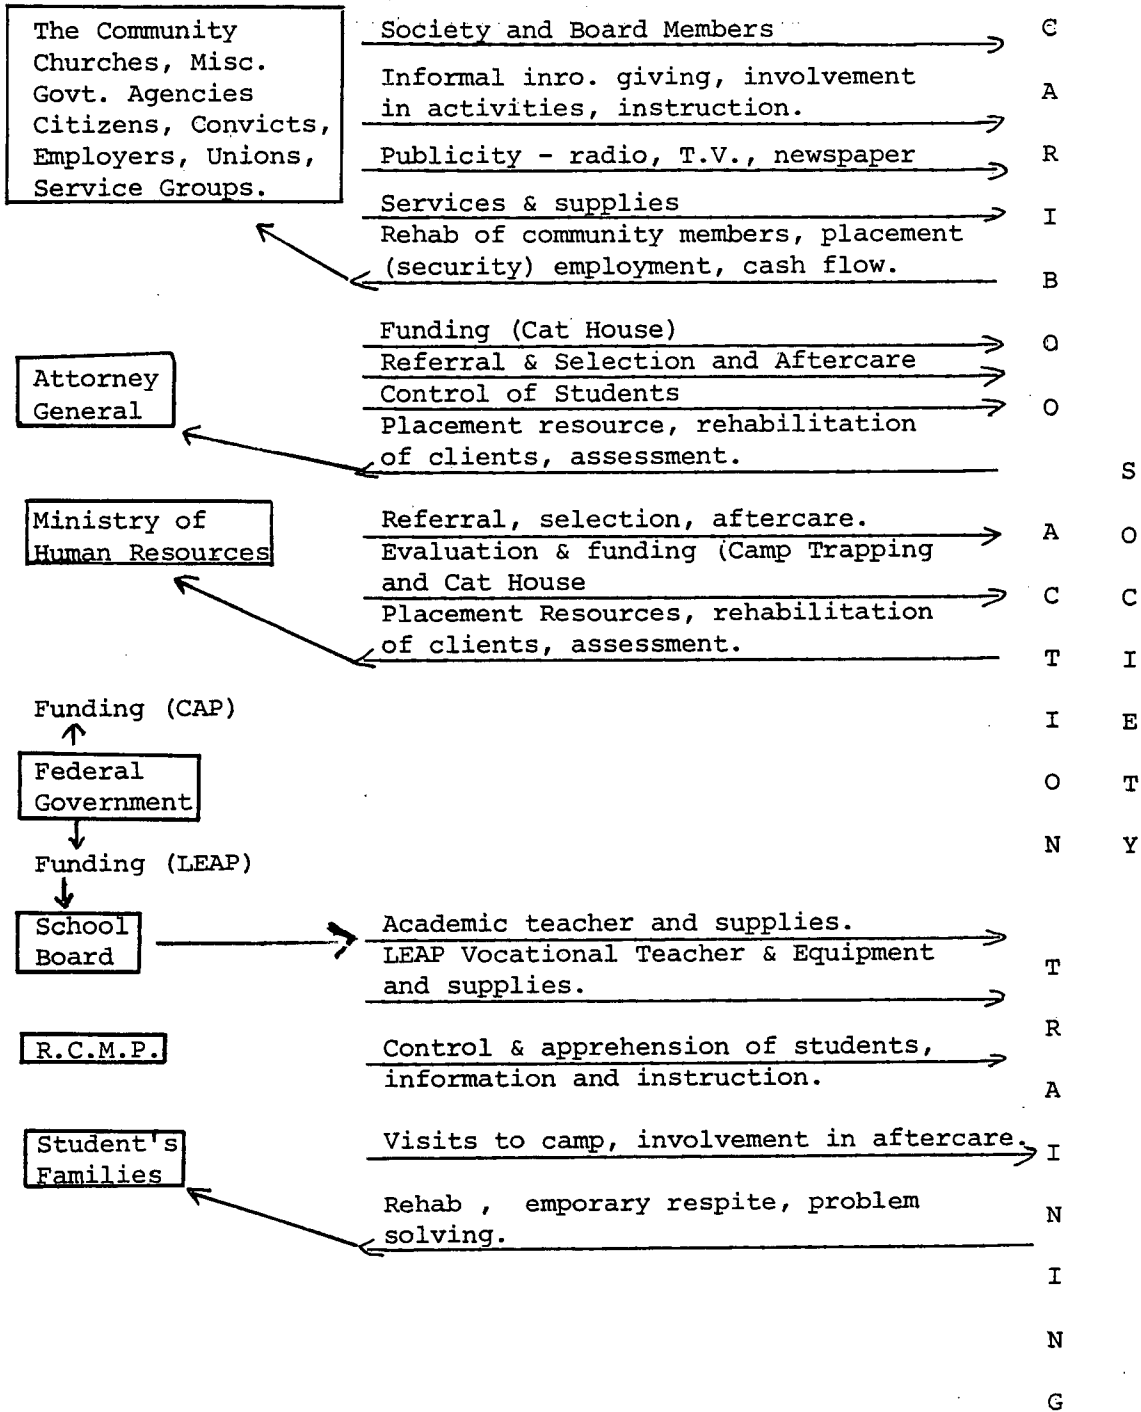 The Community
Churches, Misc.
Govt. Agencies
Citizens, Convicts,
Employers, Unions,
Service Groups.
Society and Board Members
Informal inro. giving, involvement
in activities, instruction.
Publicity - radio, T.V., newspaper
Services & supplies
Rehab of community members, placement
(security) employment, cash flow.
Attorney
General
Funding (Cat House)
Referral & Selection and Aftercare
Control of Students
Placement resource, rehabilitation
of clients, assessment.
Ministry of
Human Resources
Referral, selection, aftercare.
Evaluation & funding (Camp Trapping
and Cat House
Placement Resources, rehabilitation
of clients, assessment.
Funding (CAP)
Federal
Government
Funding (LEAP)
School
Board
Academic teacher and supplies.
LEAP Vocational Teacher & Equipment
and supplies.
R.C.M.P.
Control & apprehension of students,
information and instruction.
Student's
Families
Visits to camp, involvement in aftercare.
Rehab , emporary respite, problem
solving.
CARIBOO ACTION TRAINING
SOCIETY